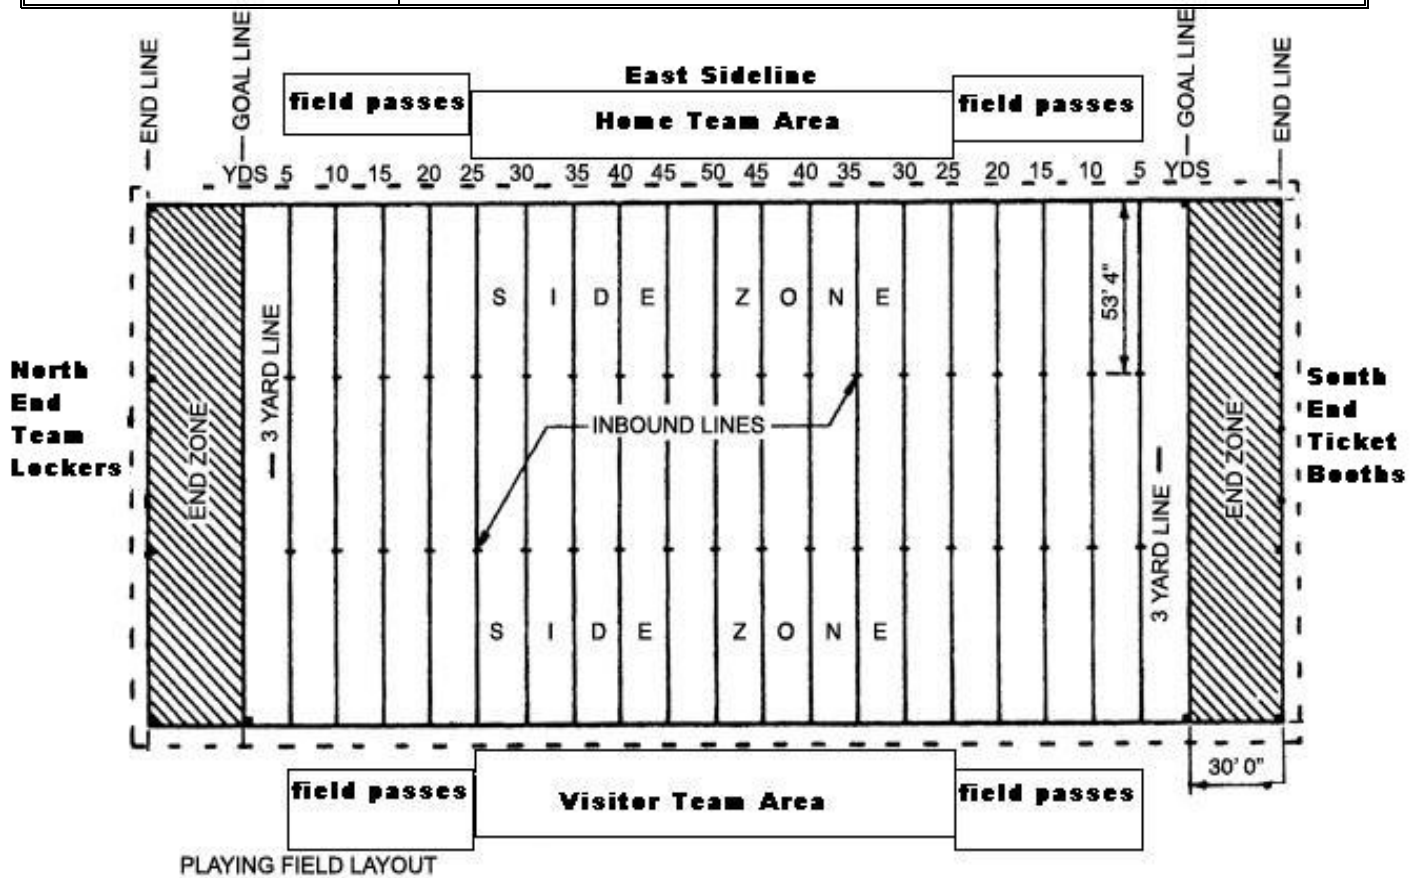 END LINE
GOAL LINE
GOAL LINE
END LINE
East Sideline
field passes
Home Team Area
field passes
YDS 5 10 15 20 25 30 35 40 45 50 45 40 35 30 25 20 15 10 5 YDS
S I D E Z O N E
53' 4"
3 YARD LINE
North
End
Team
Lockers
END ZONE
INBOUND LINES
END ZONE
South
End
Ticket
Booths
3 YARD LINE
S I D E Z O N E
30' 0"
field passes
Visitor Team Area
field passes
PLAYING FIELD LAYOUT